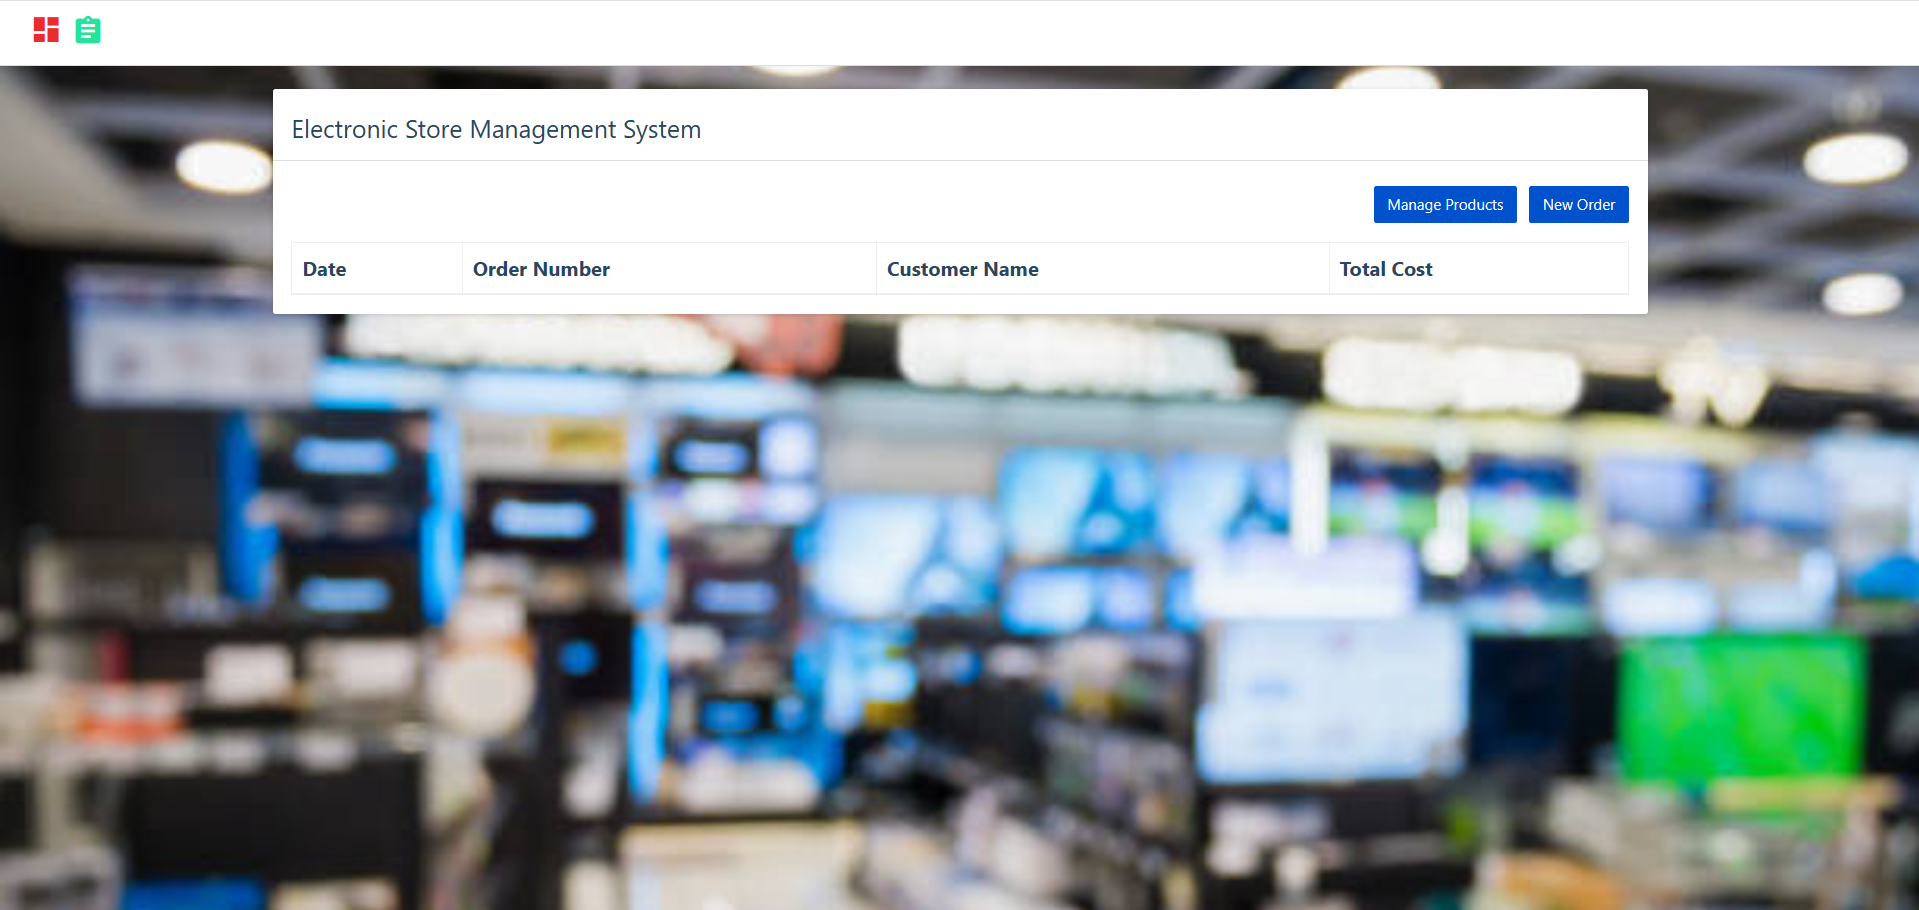 Electronic Store Management System
Manage Products New Order
Date Order Number Customer Name Total Cost